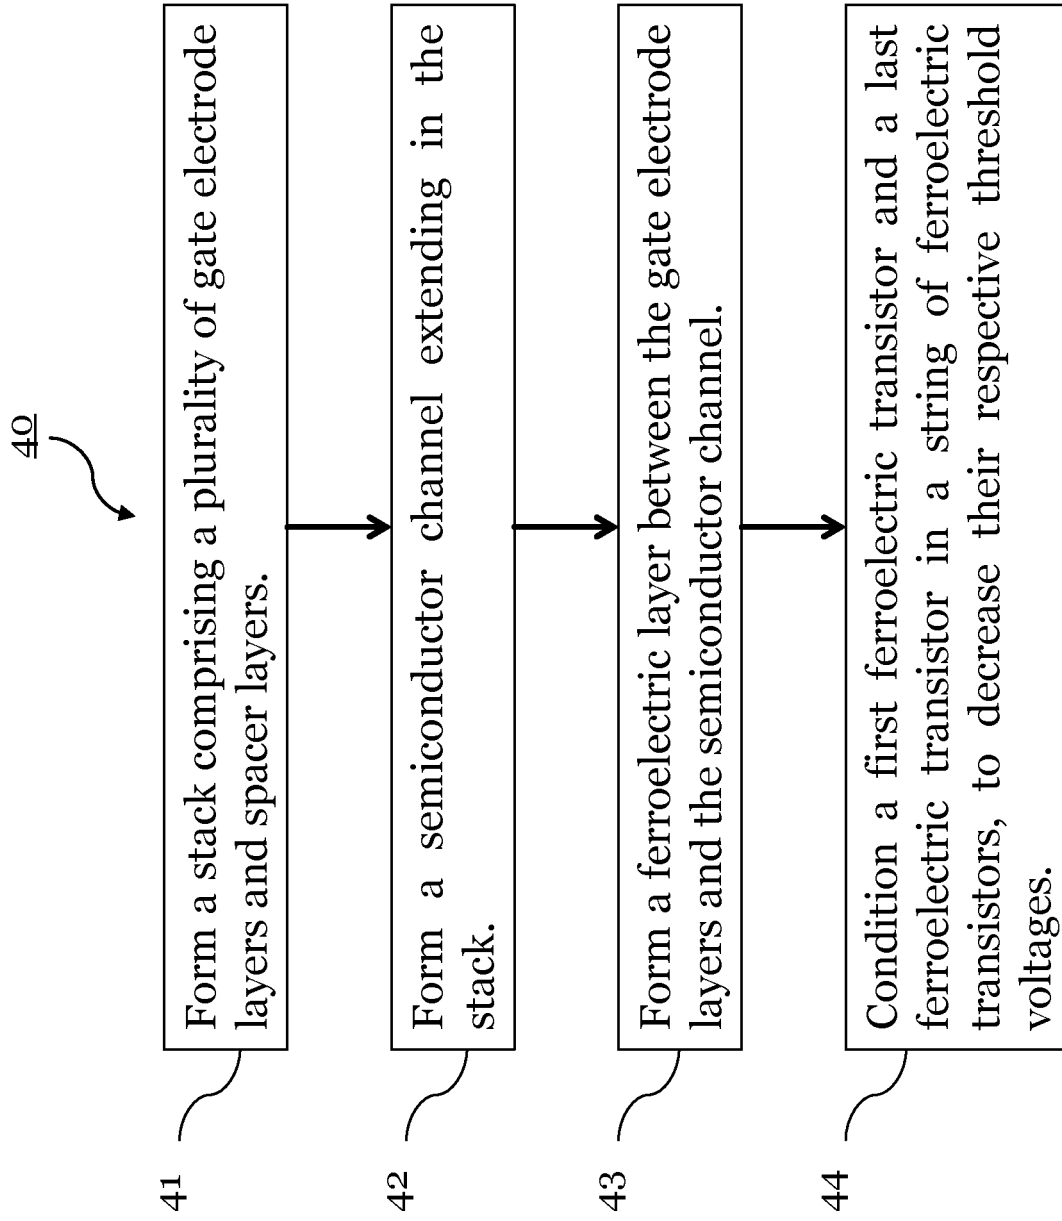 40
41
Form a stack comprising a plurality of gate electrode
layers and spacer layers.
42
Form a semiconductor channel extending in the
stack.
43
Form a ferroelectric layer between the gate electrode
layers and the semiconductor channel.
44
Condition a first ferroelectric transistor and a last
ferroelectric transistor in a string of ferroelectric
transistors, to decrease their respective threshold
voltages.